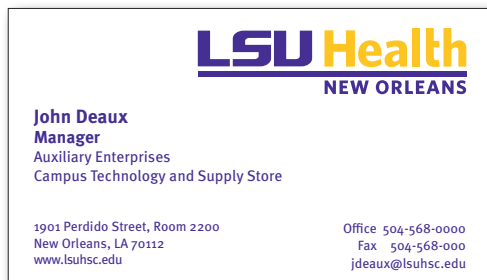 LSU Health
NEW ORLEANS
John Deaux
Manager
Auxiliary Enterprises
Campus Technology and Supply Store
1901 Perdido Street, Room 2200
New Orleans, LA 70112
www.lsuhsc.edu
Office 504-568-0000
Fax 504-568-000
jdeaux@lsuhsc.edu